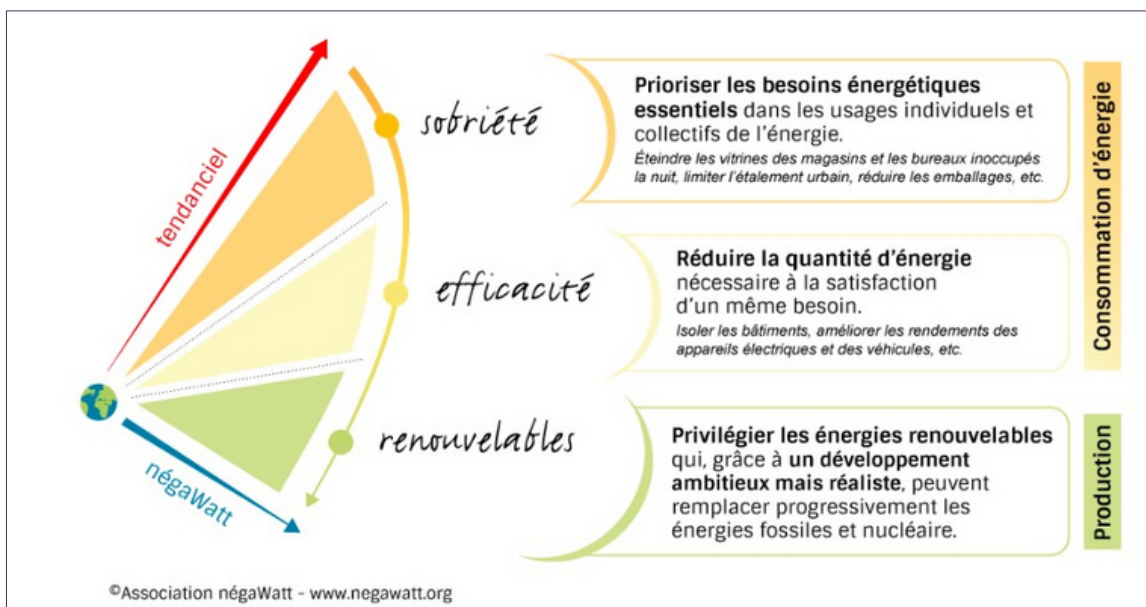 tendanciel
négaWatt
sobriété
Prioriser les besoins énergétiques
essentiels dans les usages individuels et
collectifs de l'énergie.
Éteindre les vitrines des magasins et les bureaux inoccupés
la nuit, limiter l'étalement urbain, réduire les emballages, etc.
efficacité
Réduire la quantité d'énergie
nécessaire à la satisfaction
d'un même besoin.
Isoler les bâtiments, améliorer les rendements des
appareils électriques et des véhicules, etc.
Consommation d'énergie
renouvelables
Privilégier les énergies renouvelables
qui, grâce à un développement
ambitieux mais réaliste, peuvent
remplacer progressivement les
énergies fossiles et nucléaire.
Production
©Association négaWatt - www.negawatt.org